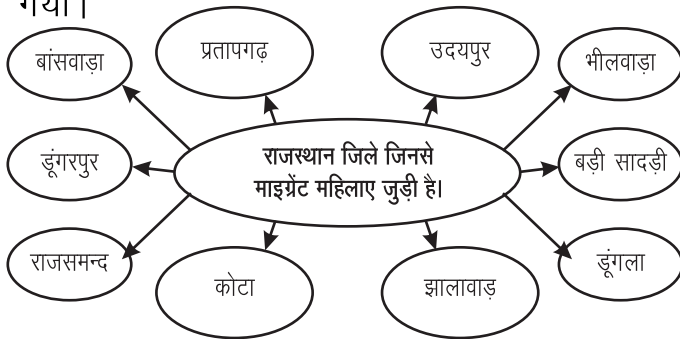 गया।
बांसवाड़ा
प्रतापगढ़
उदयपुर
भीलवाड़ा
डूंगरपुर
राजस्थान जिले जिनसे
माइग्रेंट महिलाए जुड़ी है।
बड़ी सादड़ी
राजसमन्द
कोटा
झालावाड़
डूंगला